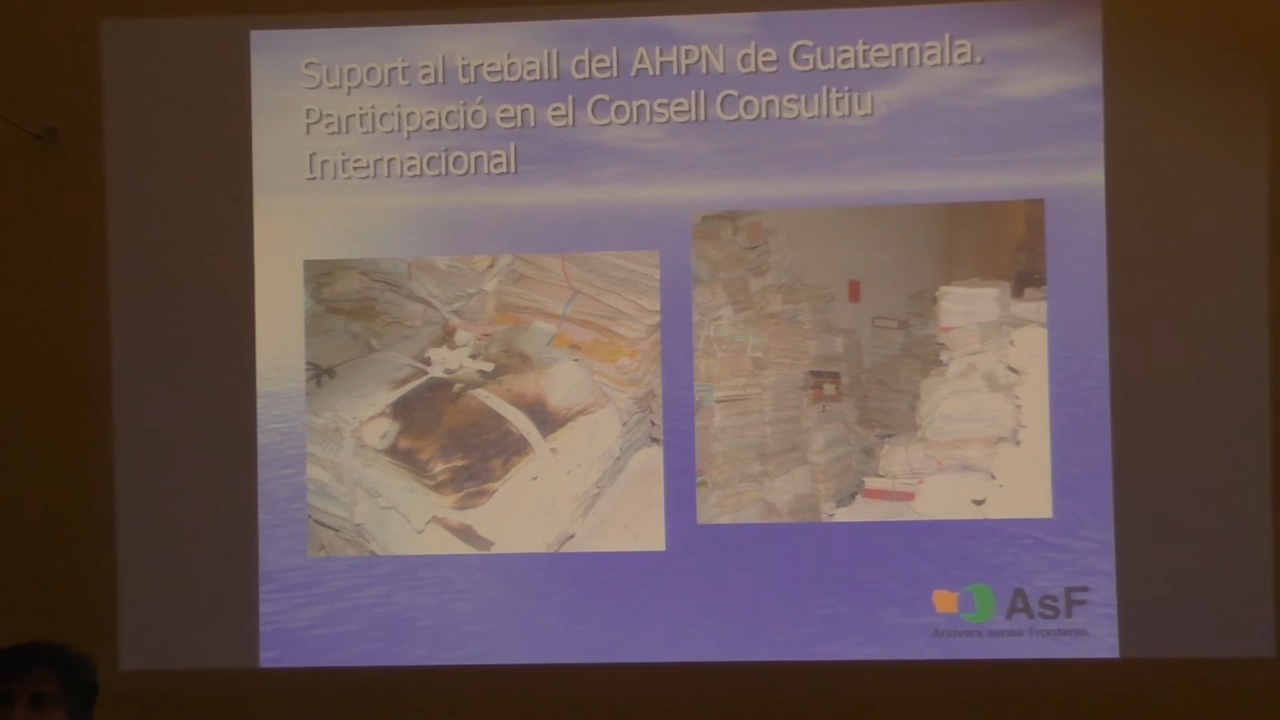 Suport al treball del AHPN de Guatemala.
Participació en el Consell Consultiu
Internacional
AsF
Arxivers sense Fronteres